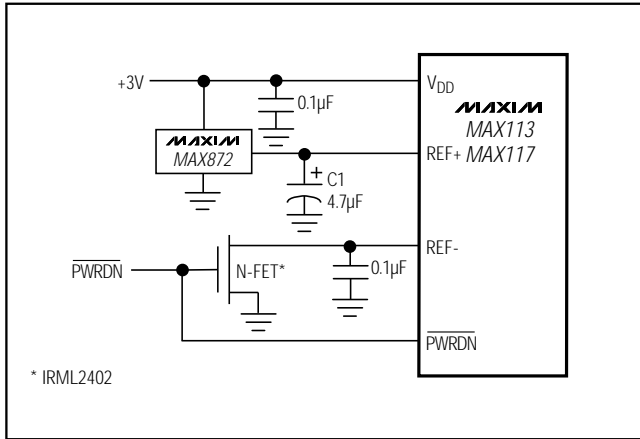 +3V
0.1µF
VDD
MAXIM
MAX872
MAXIM
MAX113
MAX117
REF+
+
C1
4.7µF
REF-
N-FET*
PWRDN
0.1µF
PWRDN
* IRML2402